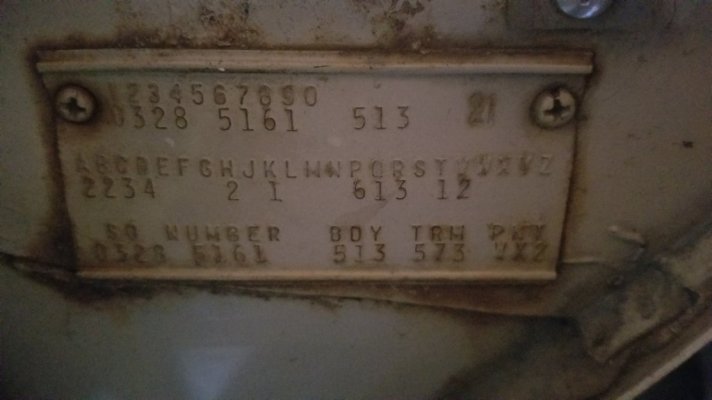 1234567890
0328 5161 513 21
ABCDEFGHJKLMNPQRST
2234 2 1 613 12
SO NUMBER BDY TRM PNT
0328 5161 513 573 VX2